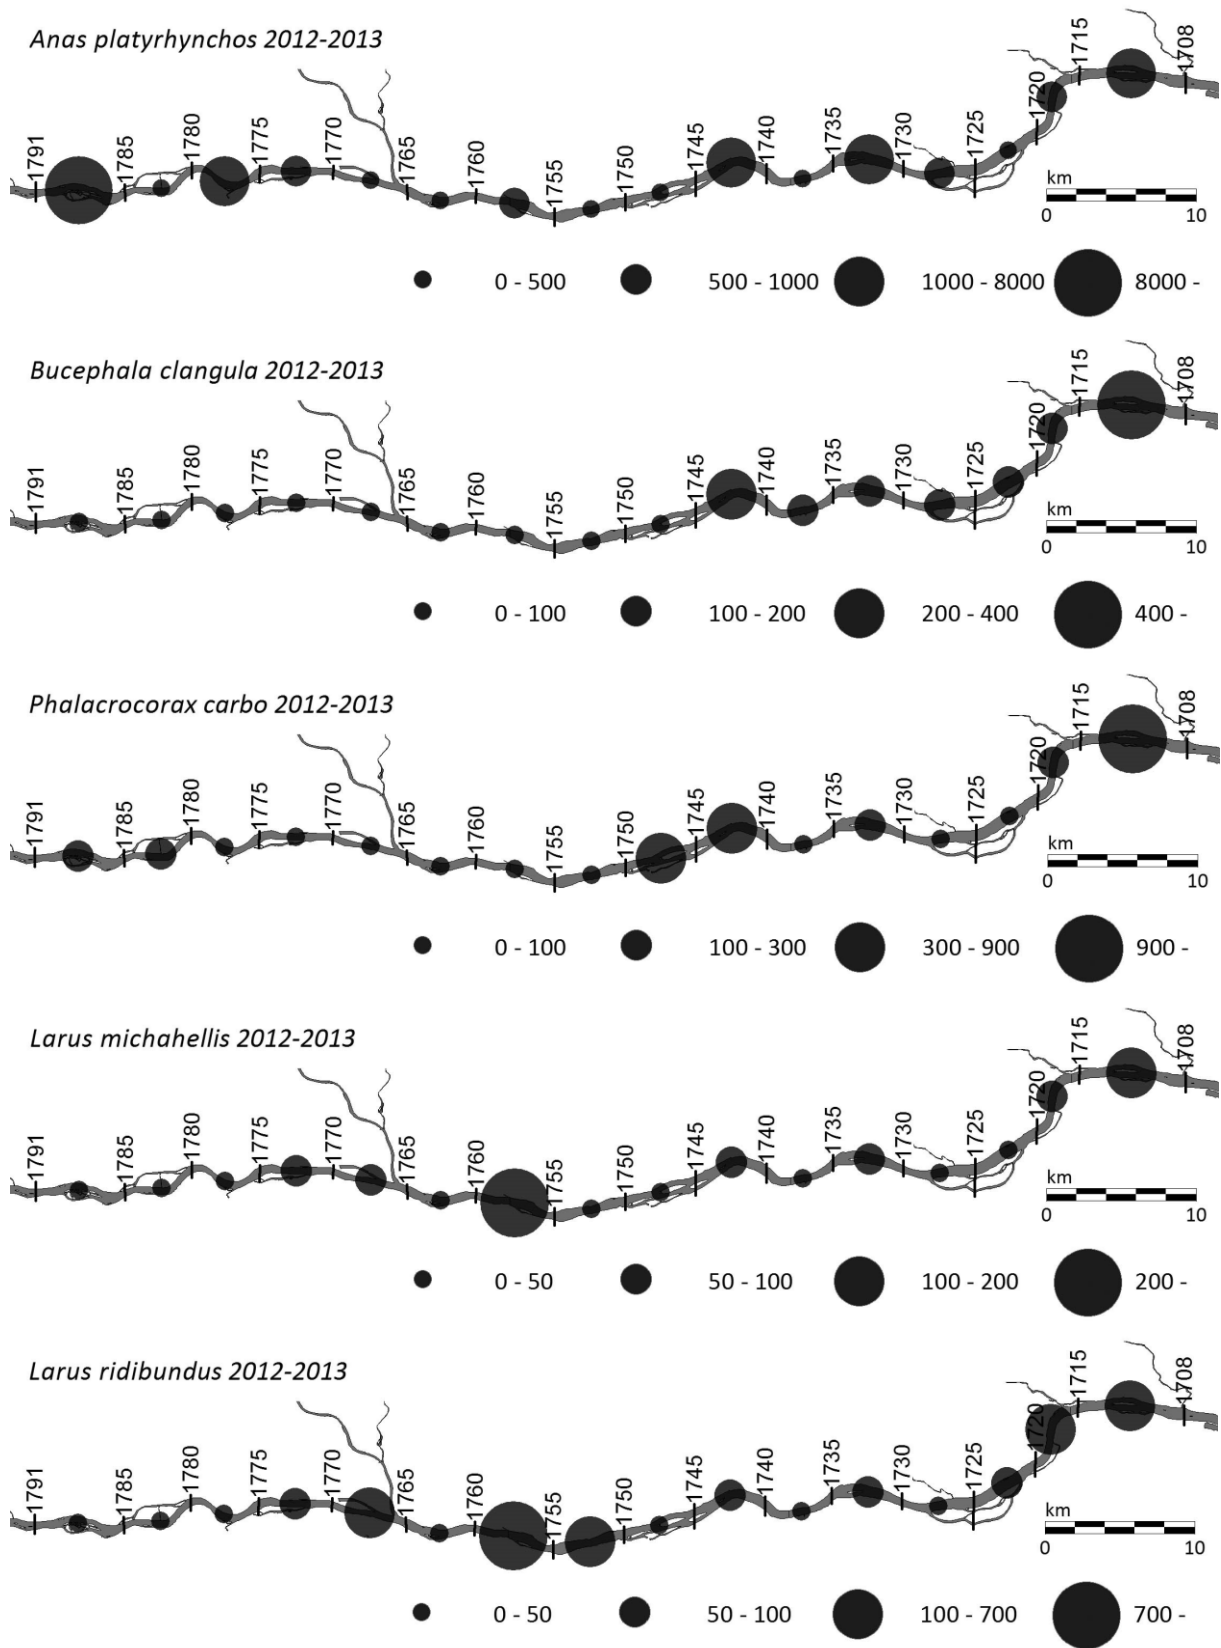 Anas platyrhynchos 2012-2013
1791 1785 1780 1775 1770 1765 1760 1755 1750 1745 1740 1735 1730 1725 1720 1715 1708
km
0 10
0 - 500 500 - 1000 1000 - 8000 8000 -
Bucephala clangula 2012-2013
1791 1785 1780 1775 1770 1765 1760 1755 1750 1745 1740 1735 1730 1725 1720 1715 1708
km
0 10
0 - 100 100 - 200 200 - 400 400 -
Phalacrocorax carbo 2012-2013
1791 1785 1780 1775 1770 1765 1760 1755 1750 1745 1740 1735 1730 1725 1720 1715 1708
km
0 10
0 - 100 100 - 300 300 - 900 900 -
Larus michahellis 2012-2013
1791 1785 1780 1775 1770 1765 1760 1755 1750 1745 1740 1735 1730 1725 1720 1715 1708
km
0 10
0 - 50 50 - 100 100 - 200 200 -
Larus ridibundus 2012-2013
1791 1785 1780 1775 1770 1765 1760 1755 1750 1745 1740 1735 1730 1725 1720 1715 1708
km
0 10
0 - 50 50 - 100 100 - 700 700 -